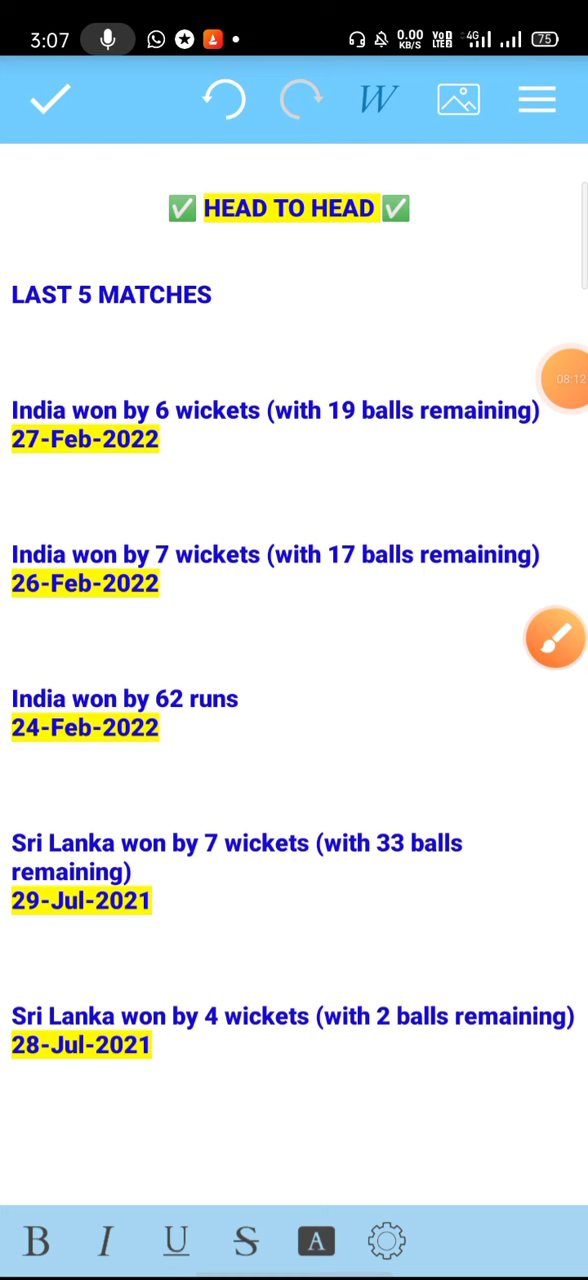 3:07
0.00
KB/S
VoD
LTE
4G
75
W
✅ HEAD TO HEAD ✅
LAST 5 MATCHES
08:12
India won by 6 wickets (with 19 balls remaining)
27-Feb-2022
India won by 7 wickets (with 17 balls remaining)
26-Feb-2022
India won by 62 runs
24-Feb-2022
Sri Lanka won by 7 wickets (with 33 balls
remaining)
29-Jul-2021
Sri Lanka won by 4 wickets (with 2 balls remaining)
28-Jul-2021
B I U S A